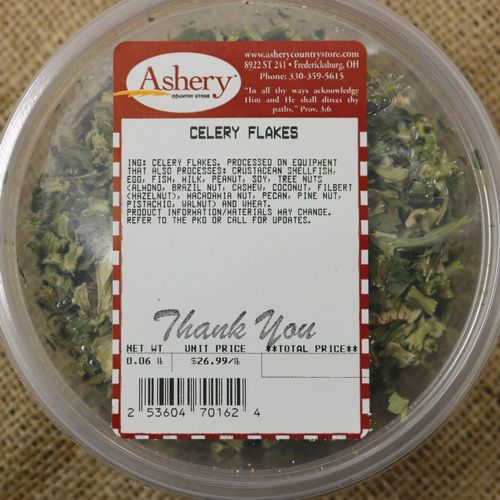 Ashery
COUNTRY STORE
www.asherycountrystore.com
8922 ST 241 • Fredericksburg, OH
Phone: 330-359-5615
"In all thy ways acknowledge
Him and He shall direct thy
paths." Prov. 3:6
CELERY FLAKES
ING: CELERY FLAKES. PROCESSED ON EQUIPMENT
THAT ALSO PROCESSES: CRUSTACEAN SHELLFISH,
EGG, FISH, MILK, PEANUT, SOY, TREE NUTS
(ALMOND, BRAZIL NUT, CASHEW, COCONUT, FILBERT
(HAZELNUT), MACADAMIA NUT, PECAN, PINE NUT,
PISTACHIO, WALNUT) AND WHEAT.
PRODUCT INFORMATION/MATERIALS MAY CHANGE.
REFER TO THE PKG OR CALL FOR UPDATES.
Thank You
NET WT UNIT PRICE **TOTAL PRICE**
0.06 lb $26.99/lb
2 53604 70162 4